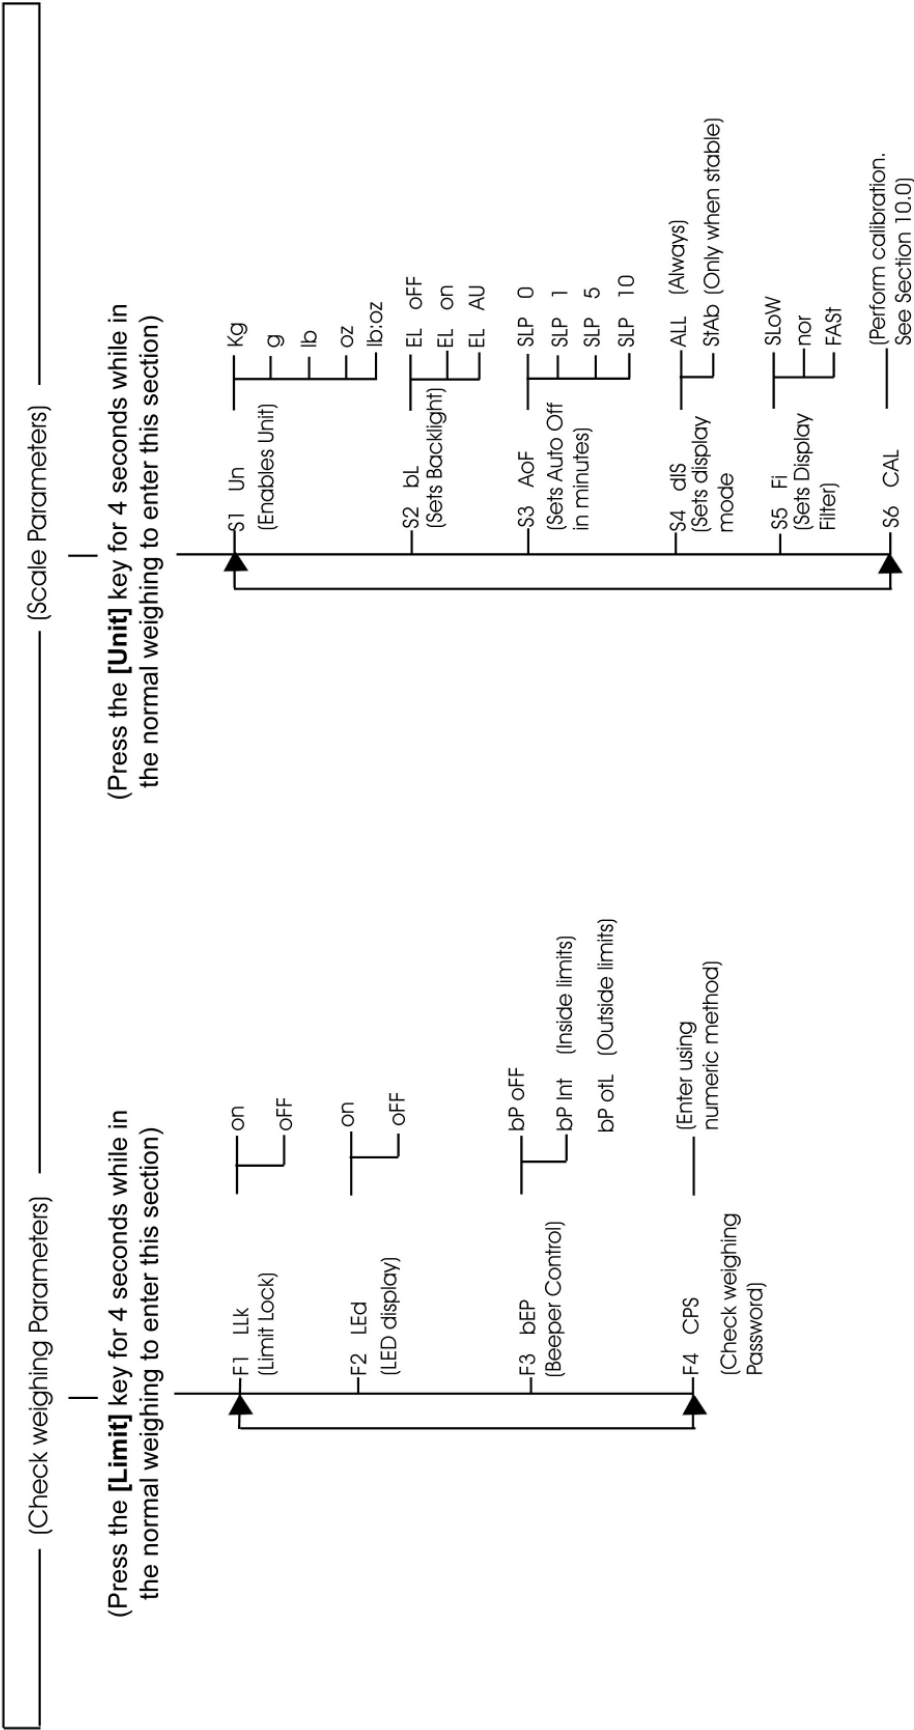 (Check weighing Parameters)
(Press the [Limit] key for 4 seconds while in
the normal weighing to enter this section)
F1 LLk
(Limit Lock)
on
oFF
F2 LEd
(LED display)
on
oFF
F3 bEP
(Beeper Control)
bP oFF
bP Int (Inside limits)
bP otL (Outside limits)
F4 CPS
(Check weighing
Password)
(Enter using
numeric method)
(Scale Parameters)
(Press the [Unit] key for 4 seconds while in
the normal weighing to enter this section)
S1 Un
(Enables Unit)
Kg
g
lb
oz
lb:oz
S2 bL
(Sets Backlight)
EL oFF
EL on
EL AU
S3 AoF
(Sets Auto Off
in minutes)
SLP 0
SLP 1
SLP 5
SLP 10
S4 dIS
(Sets display
mode
ALL (Always)
StAb (Only when stable)
S5 Fi
(Sets Display
Filter)
SLoW
nor
FASt
S6 CAL
(Perform calibration.
See Section 10.0)